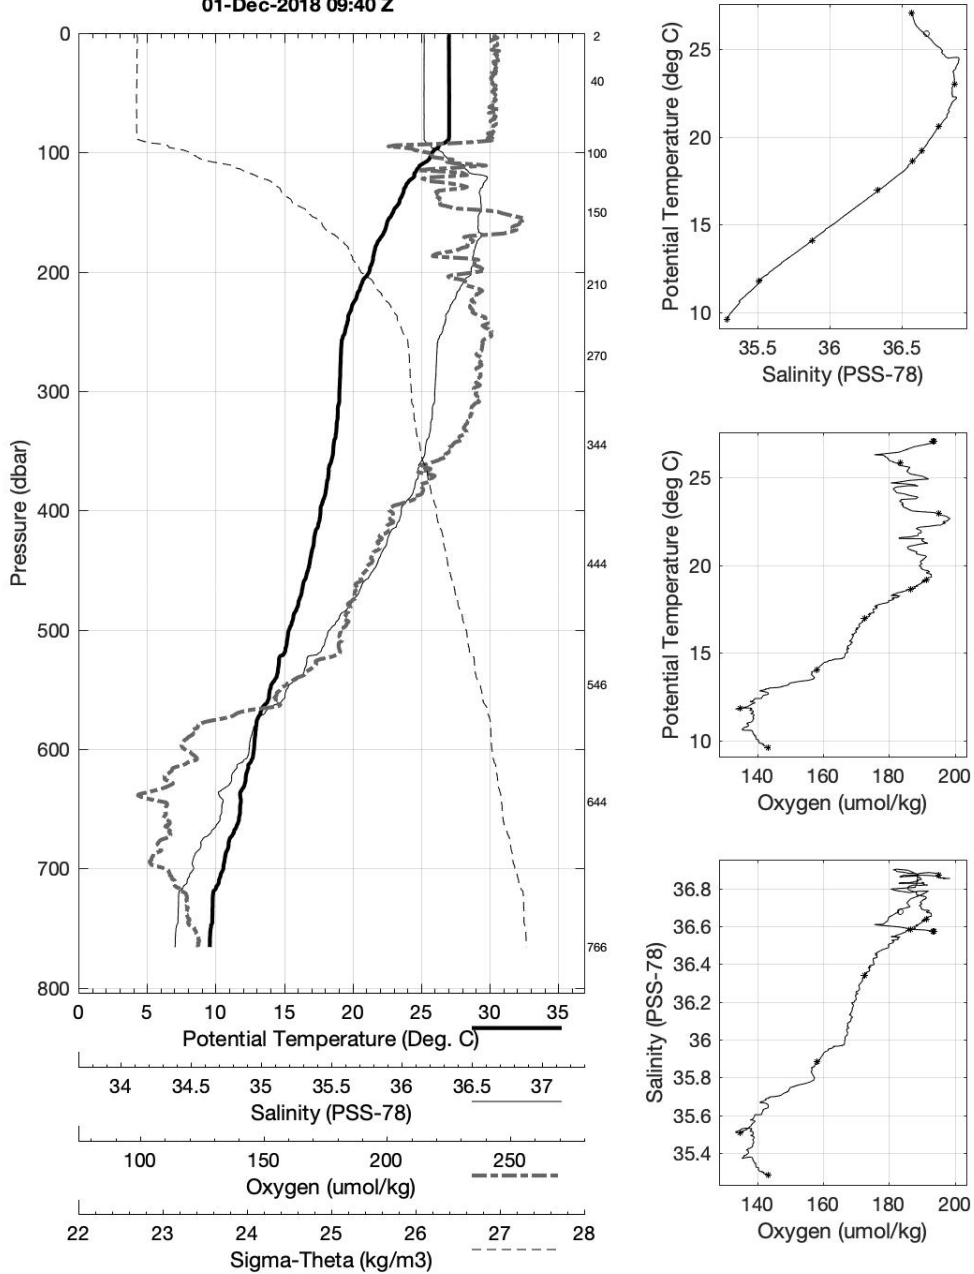 01-Dec-2018 09:40 Z
0
100
200
300
400
500
600
700
800
Pressure (dbar)
2
40
100
150
210
270
344
444
546
644
766
0 5 10 15 20 25 30 35
Potential Temperature (Deg. C)
34 34.5 35 35.5 36 36.5 37
Salinity (PSS-78)
100 150 200 250
Oxygen (umol/kg)
22 23 24 25 26 27 28
Sigma-Theta (kg/m3)
25
20
15
10
Potential Temperature (deg C)
35.5 36 36.5
Salinity (PSS-78)
25
20
15
10
Potential Temperature (deg C)
140 160 180 200
Oxygen (umol/kg)
36.8
36.6
36.4
36.2
36
35.8
35.6
35.4
Salinity (PSS-78)
140 160 180 200
Oxygen (umol/kg)